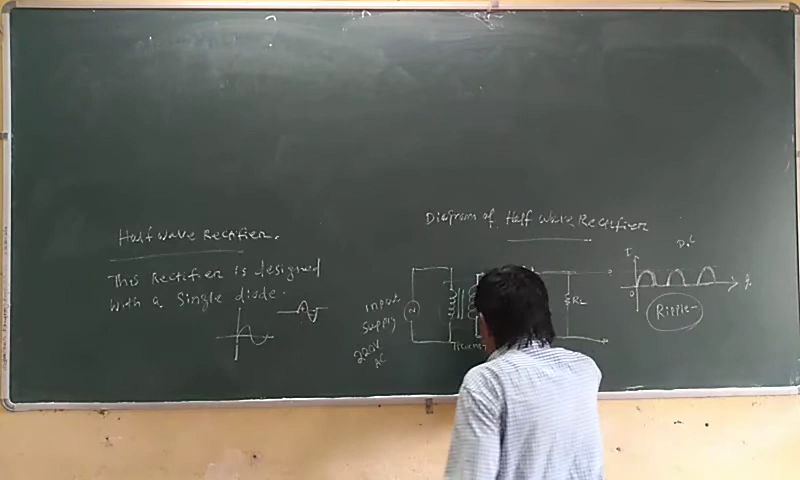 Half Wave Rectifier.
This Rectifier is designed
with a single diode.
Diagram of Half Wave Rectifier
Input
supply
220V
AC
N
RL
I
0
Ripple